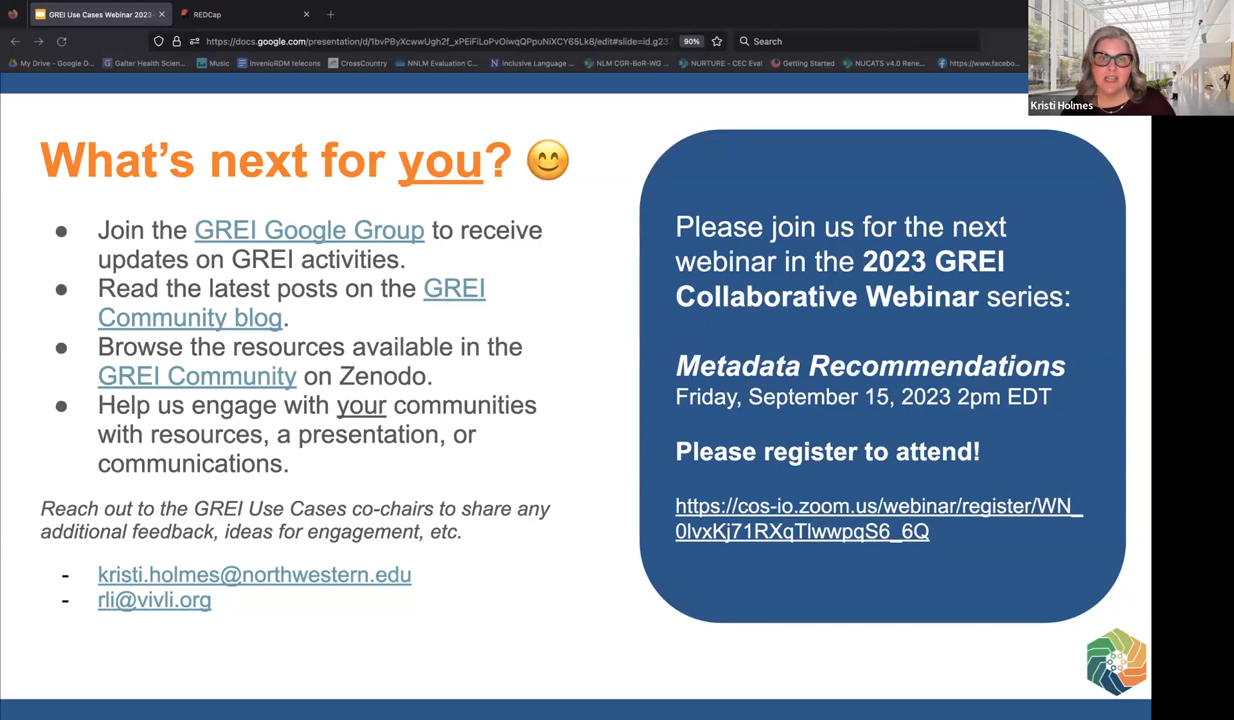 GREI Use Cases Webinar 2023
REDCap
https://docs.google.com/presentation/d/1bvPByXcwwUgh2f_xPEiFiLoPvOiwqQPpuNiXCY65Lk8/edit#slide=id.g23
90%
Search
My Drive - Google D...
Galter Health Scien...
Music
InvenioRDM telecons
CrossCountry
NNLM Evaluation C...
Inclusive Language ...
NLM CGR-BoR-WG ...
NURTURE - CEC Eval
Getting Started
NUCATS v4.0 Rene...
https://www.facebo...
Kristi Holmes
What's next for you? 😊
● Join the GREI Google Group to receive
updates on GREI activities.
● Read the latest posts on the GREI
Community blog.
● Browse the resources available in the
GREI Community on Zenodo.
● Help us engage with your communities
with resources, a presentation, or
communications.
Reach out to the GREI Use Cases co-chairs to share any
additional feedback, ideas for engagement, etc.
- kristi.holmes@northwestern.edu
- rli@vivli.org
Please join us for the next
webinar in the 2023 GREI
Collaborative Webinar series:
Metadata Recommendations
Friday, September 15, 2023 2pm EDT
Please register to attend!
https://cos-io.zoom.us/webinar/register/WN_
0lvxKj71RXqTlwwpqS6_6Q